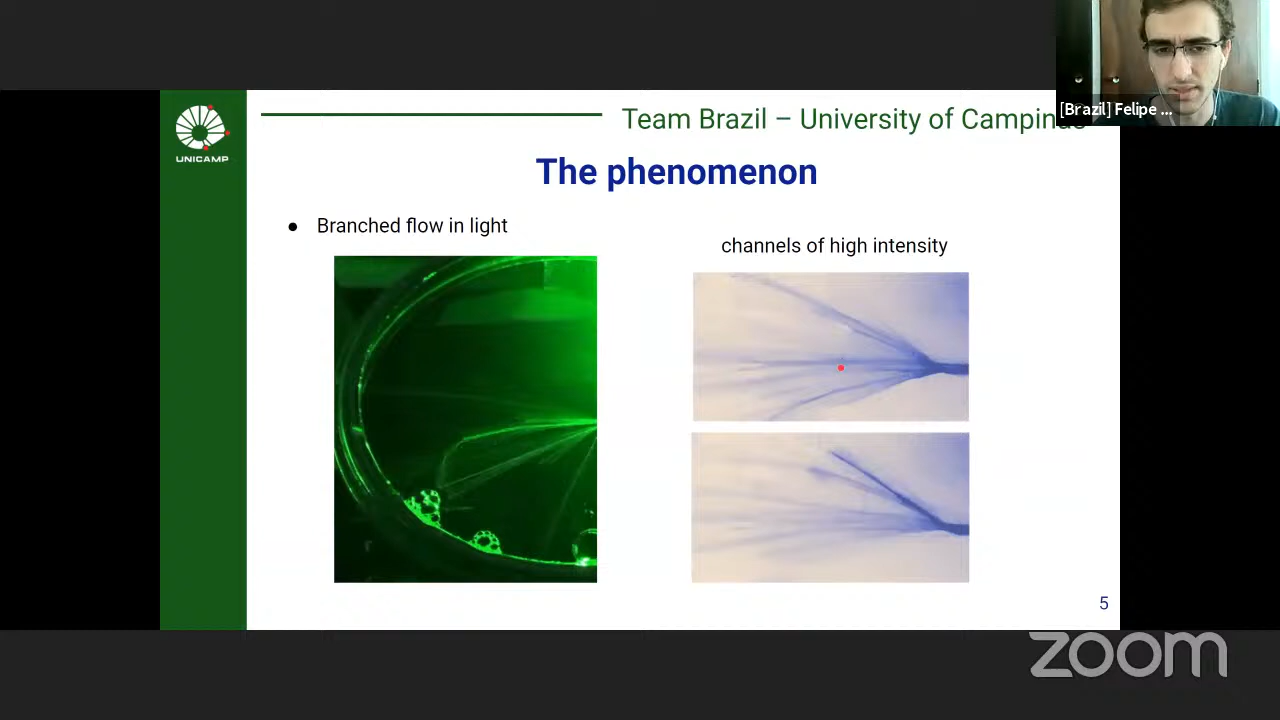 [Brazil] Felipe ...
UNICAMP
Team Brazil – University of Campinas
The phenomenon
● Branched flow in light
channels of high intensity
5
zoom